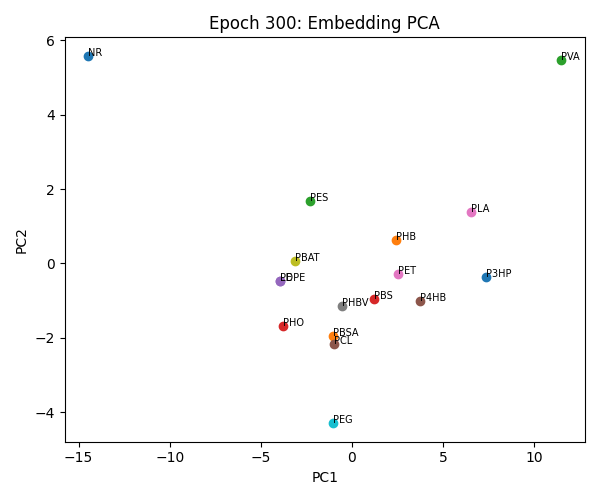 Epoch 300: Embedding PCA
6
NR
PVA
4
2
PES
PLA
PHB
PBAT
0
PET
P3HP
PBS
P4HB
PHBV
PHO
−2
PBSA
PCL
−4
PEG
−15
−10
−5
0
5
10
PC1
PC2